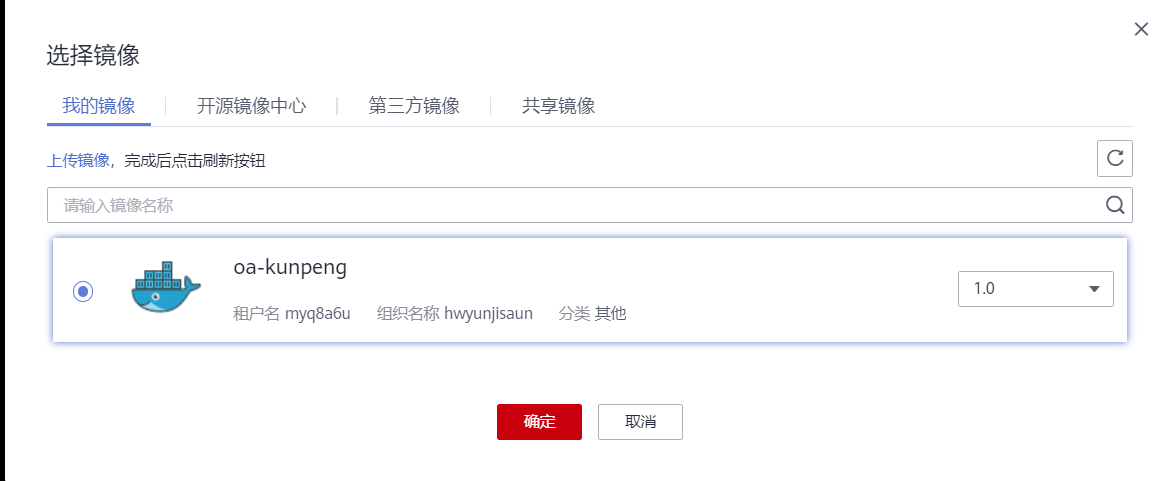 选择镜像
我的镜像 开源镜像中心 第三方镜像 共享镜像
上传镜像，完成后点击刷新按钮
请输入镜像名称
oa-kunpeng
1.0
租户名 myq8a6u 组织名称 hwyunjisaun 分类 其他
确定 取消